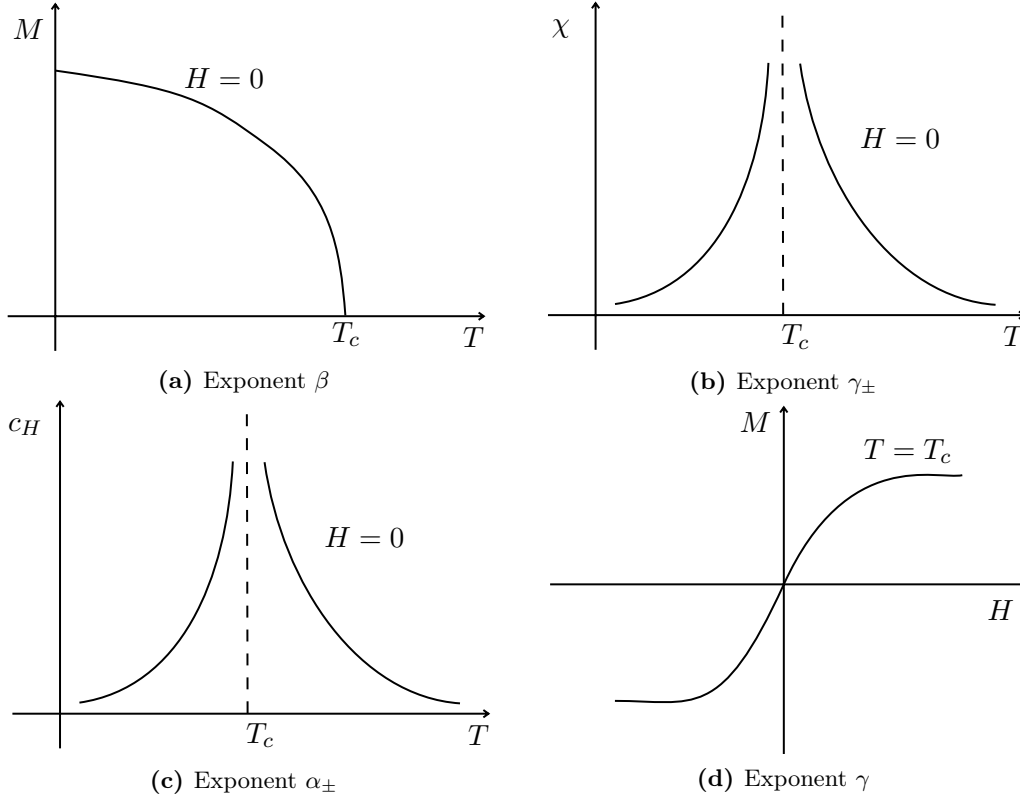 M
H = 0
T_c
T
(a) Exponent β
χ
H = 0
T_c
T
(b) Exponent γ±
c_H
H = 0
T_c
T
(c) Exponent α±
M
T = T_c
H
(d) Exponent γ